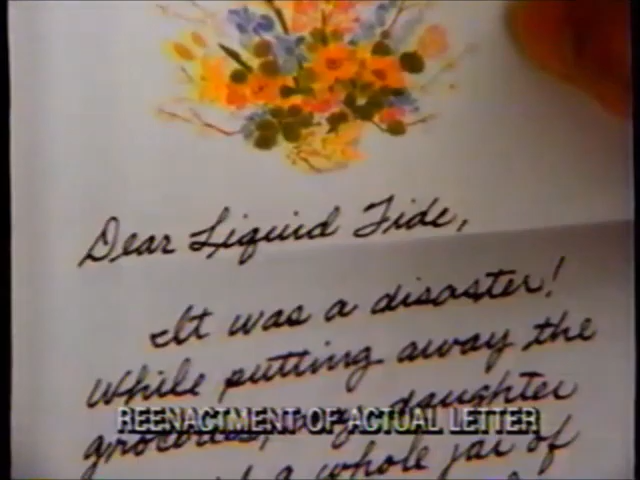 Dear Liquid Tide,
It was a disaster!
While putting away the
groceries, my daughter
REENACTMENT OF ACTUAL LETTER
a whole jar of